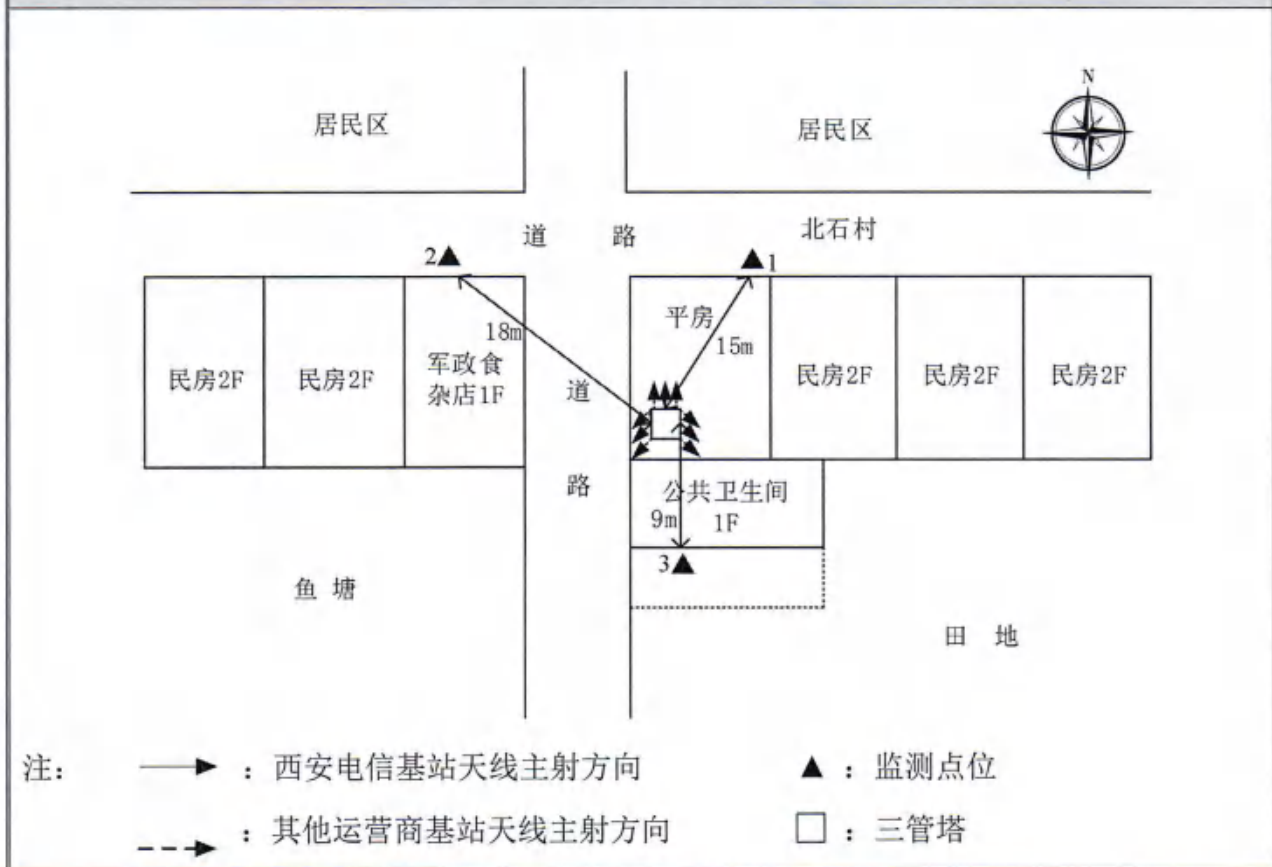 N
居民区
居民区
道 路
北石村
2
1
平房
18m
15m
民房2F
民房2F
军政食
杂店1F
道
民房2F
民房2F
民房2F
路
公共卫生间
1F
9m
3
鱼 塘
田 地
注：
：西安电信基站天线主射方向
：监测点位
：其他运营商基站天线主射方向
：三管塔